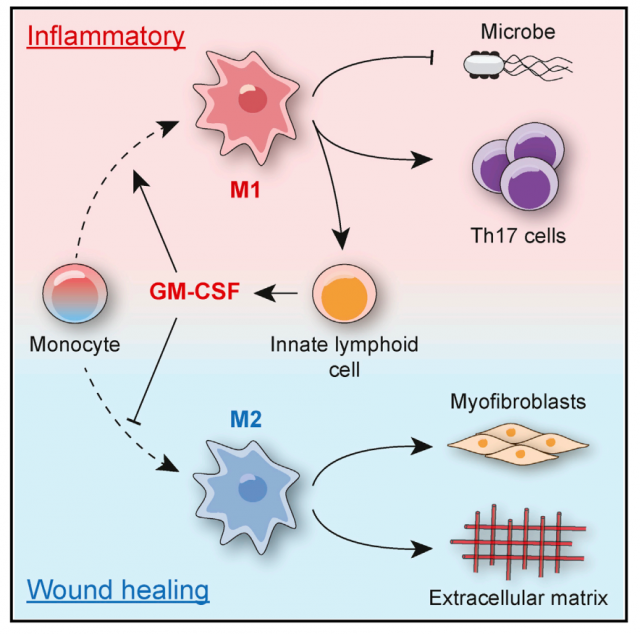 Inflammatory
Microbe
M1
Th17 cells
GM-CSF
Monocyte
Innate lymphoid
cell
M2
Myofibroblasts
Wound healing
Extracellular matrix